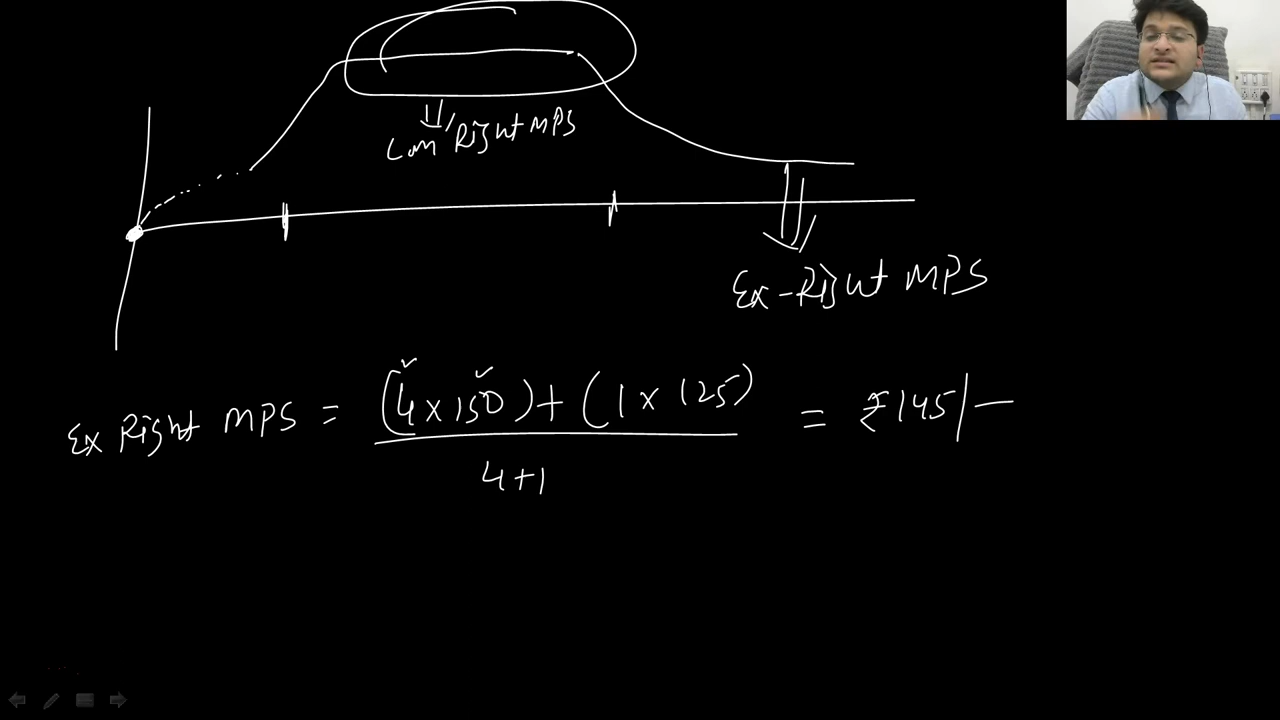 Cum Right MPS
Ex-Right MPS
Ex Right MPS = (4 x 150) + (1 x 125) / 4+1 = ₹145/-